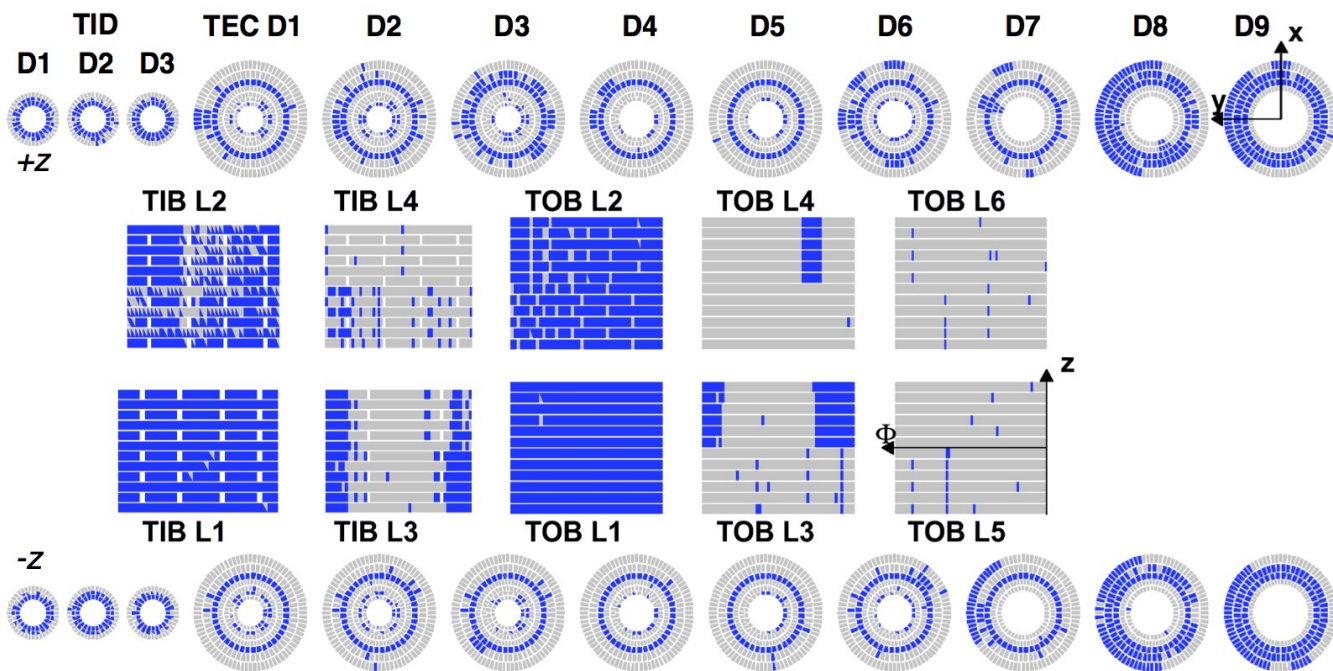 TID TEC D1 D2 D3 D4 D5 D6 D7 D8 D9
D1 D2 D3 x
y
+z
TIB L2 TIB L4 TOB L2 TOB L4 TOB L6
z
Φ
TIB L1 TIB L3 TOB L1 TOB L3 TOB L5
-z